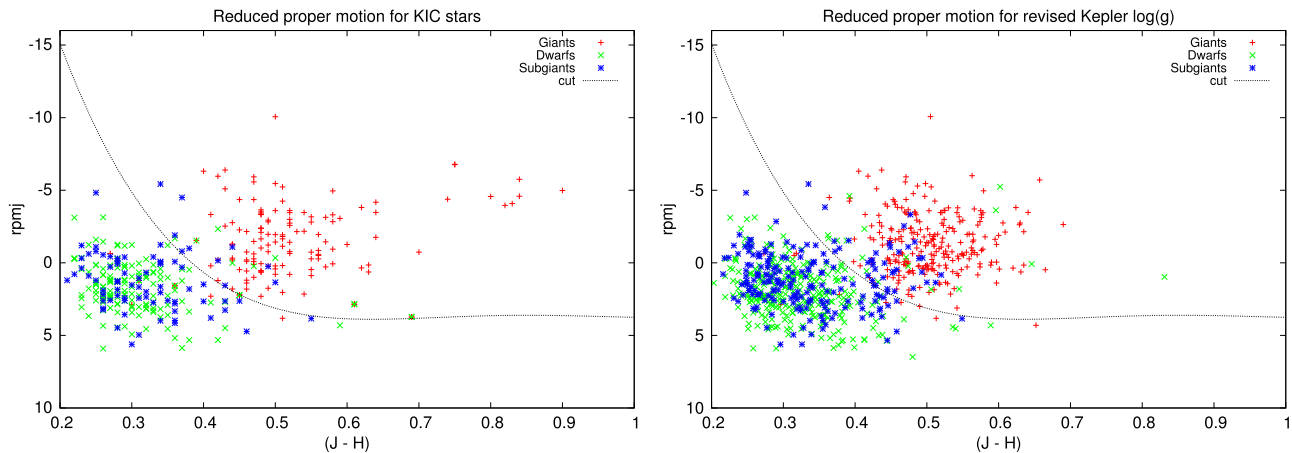 Reduced proper motion for KIC stars
-15
-10
-5
0
5
10
rpmj
Giants
Dwarfs
Subgiants
cut
0.2
0.3
0.4
0.5
0.6
0.7
0.8
0.9
1
(J - H)
Reduced proper motion for revised Kepler log(g)
-15
-10
-5
0
5
10
rpmj
Giants
Dwarfs
Subgiants
cut
0.2
0.3
0.4
0.5
0.6
0.7
0.8
0.9
1
(J - H)